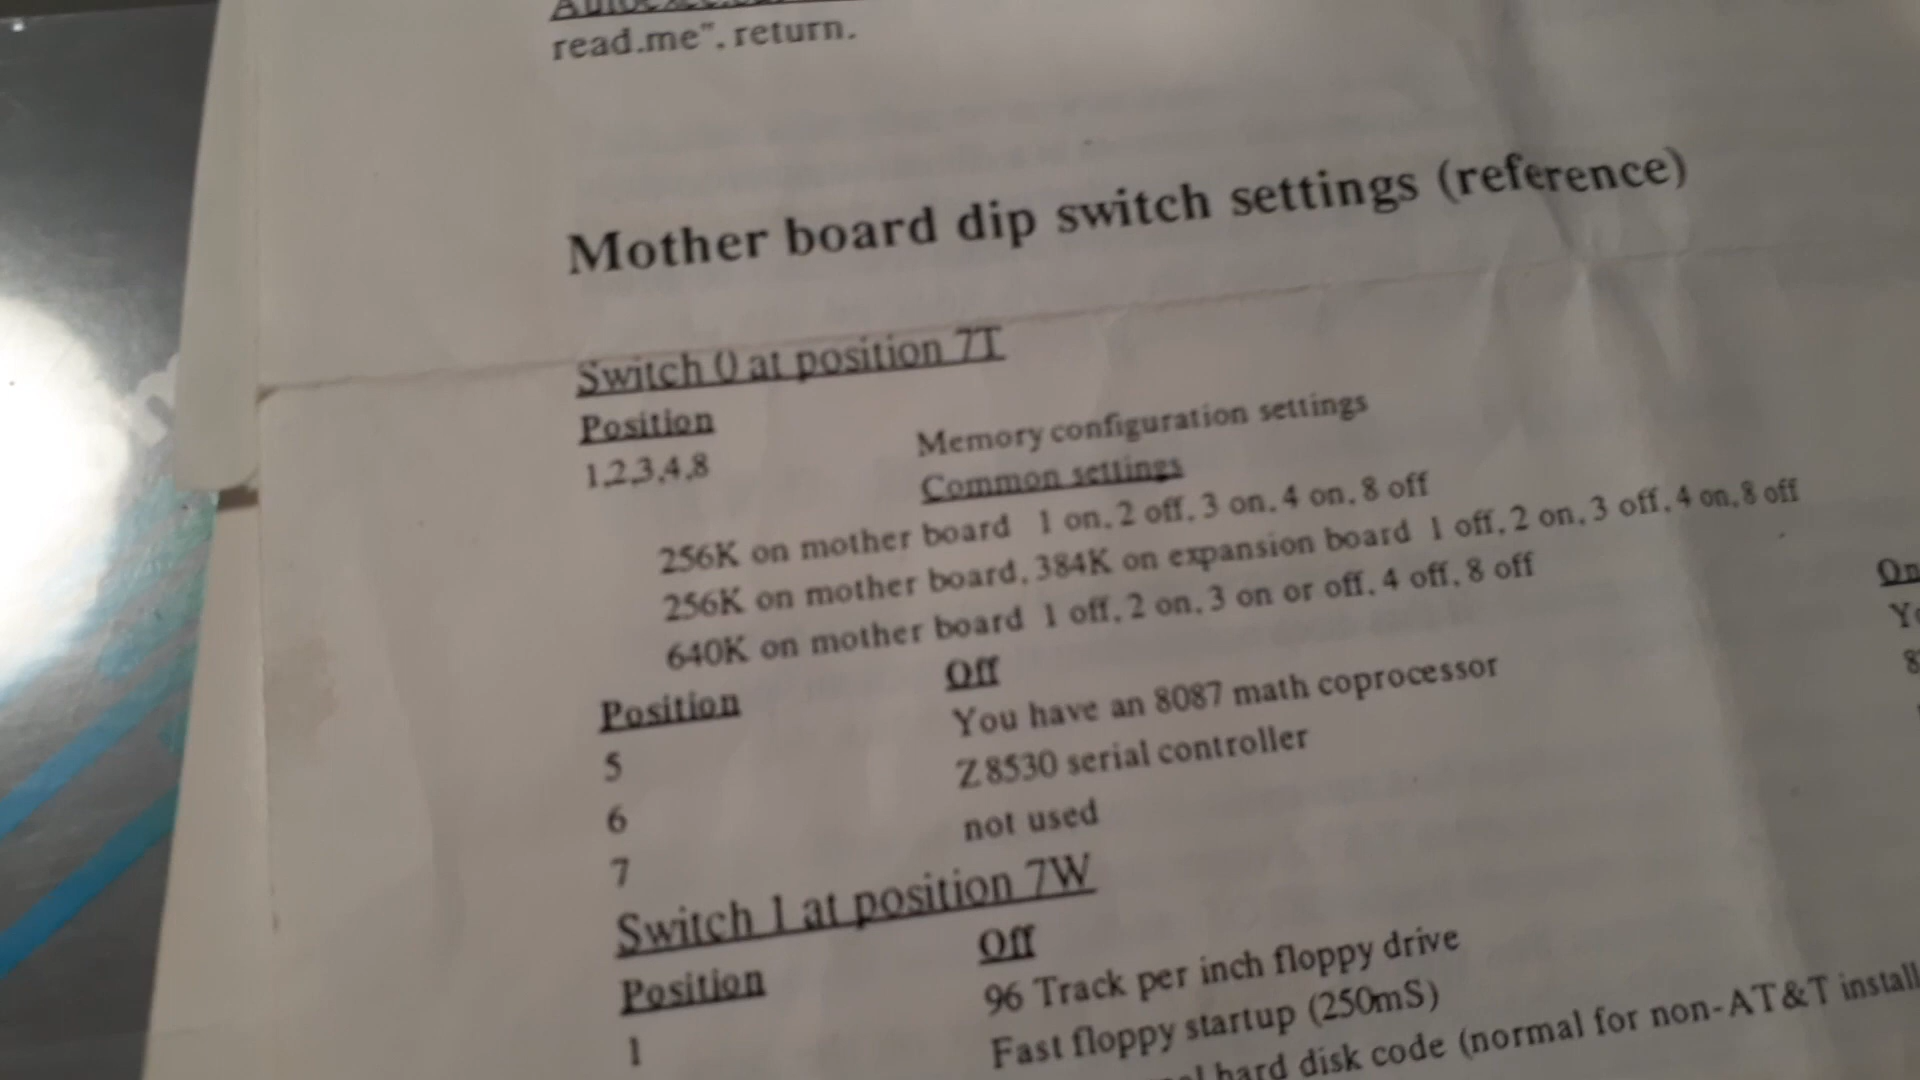 read.me", return.
Mother board dip switch settings (reference)
Switch 0 at position 7T
Position
1,2,3,4,8 Memory configuration settings
Common settings
256K on mother board 1 on, 2 off, 3 on, 4 on, 8 off
256K on mother board, 384K on expansion board 1 off, 2 on, 3 off, 4 on, 8 off
640K on mother board 1 off, 2 on, 3 on or off, 4 off, 8 off
Position Off On
5 You have an 8087 math coprocessor
6 Z8530 serial controller
7 not used
Switch 1 at position 7W
Position Off
1 96 Track per inch floppy drive
Fast floppy startup (250mS)
hard disk code (normal for non-AT&T install